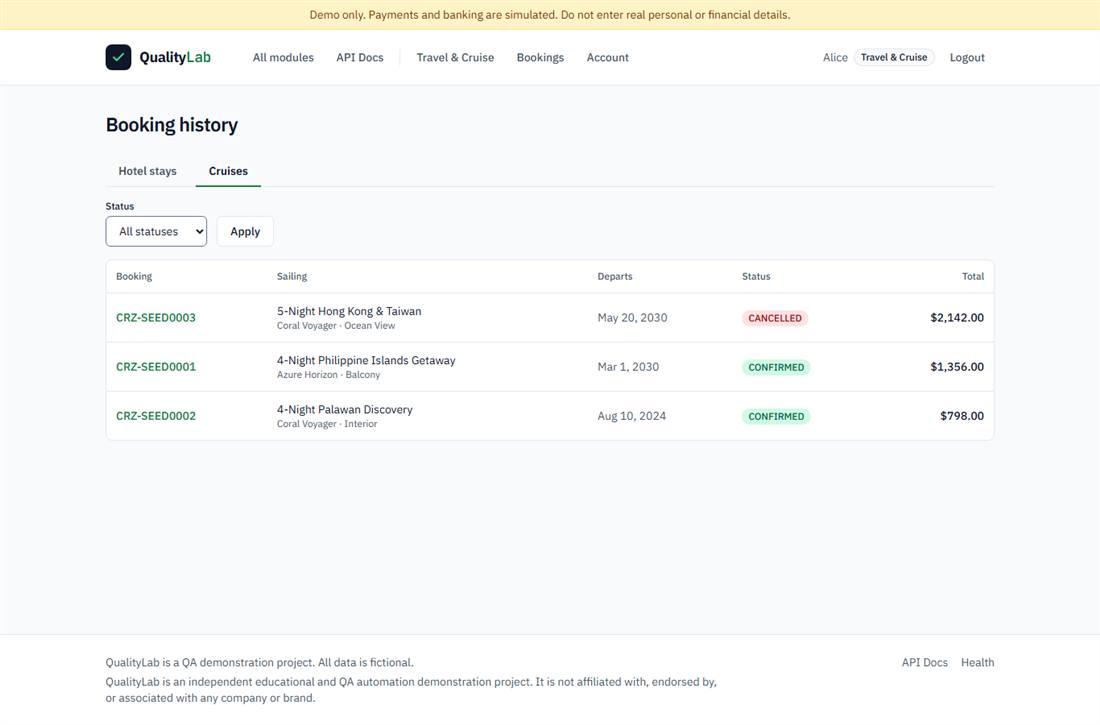 Demo only. Payments and banking are simulated. Do not enter real personal or financial details.
QualityLab All modules API Docs Travel & Cruise Bookings Account Alice Travel & Cruise Logout
Booking history
Hotel stays Cruises
Status
All statuses Apply
Booking Sailing Departs Status Total
CRZ-SEED0003 5-Night Hong Kong & Taiwan May 20, 2030 CANCELLED $2,142.00
Coral Voyager · Ocean View
CRZ-SEED0001 4-Night Philippine Islands Getaway Mar 1, 2030 CONFIRMED $1,356.00
Azure Horizon · Balcony
CRZ-SEED0002 4-Night Palawan Discovery Aug 10, 2024 CONFIRMED $798.00
Coral Voyager · Interior
QualityLab is a QA demonstration project. All data is fictional. API Docs Health
QualityLab is an independent educational and QA automation demonstration project. It is not affiliated with, endorsed by,
or associated with any company or brand.